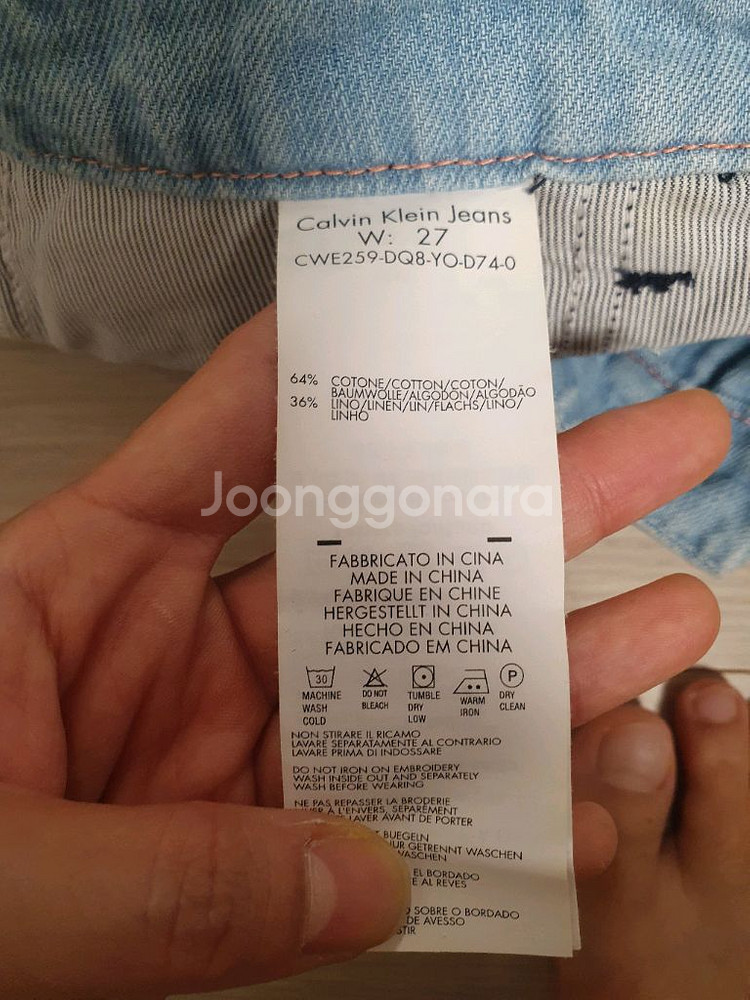 Calvin Klein Jeans
W: 27
CWE259-DQ8-YO-D74-0
64% COTONE/COTTON/COTON/
BAUMWOLLE/ALGODON/ALGODÃO
36% LINO/LINEN/LIN/FLACHS/LINO/
LINHO
Joonggonara
FABBRICATO IN CINA
MADE IN CHINA
FABRIQUE EN CHINE
HERGESTELLT IN CHINA
HECHO EN CHINA
FABRICADO EM CHINA
30 P
MACHINE WASH COLD
DO NOT BLEACH
TUMBLE DRY LOW
WARM IRON
DRY CLEAN
NON STIRARE IL RICAMO
LAVARE SEPARATAMENTE AL CONTRARIO
LAVARE PRIMA DI INDOSSARE
DO NOT IRON ON EMBROIDERY
WASH INSIDE OUT AND SEPARATELY
WASH BEFORE WEARING
NE PAS REPASSER LA BRODERIE
À L'ENVERS, SEPARÉMENT
LAVER AVANT DE PORTER
BUEGELN
GETRENNT WASCHEN
WASCHEN
EL BORDADO
AL REVES
SOBRE O BORDADO
DE AVESSO